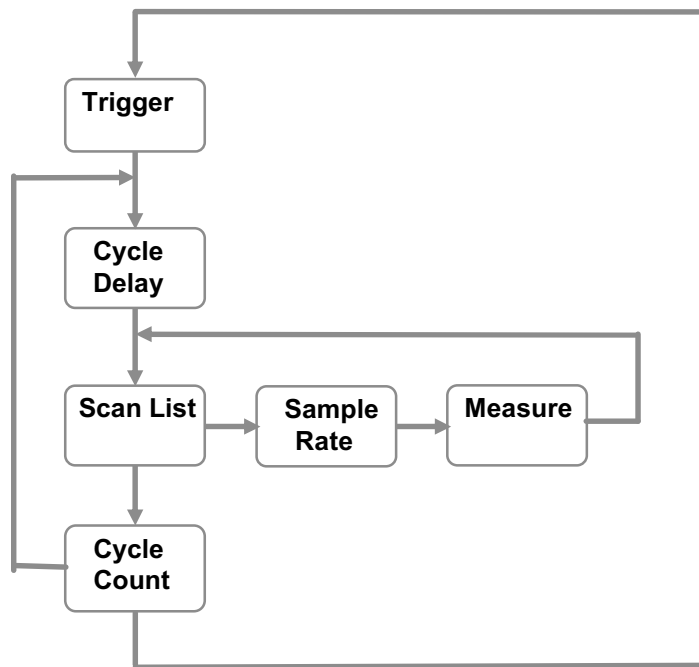 Trigger
Cycle
Delay
Scan List
Sample
Rate
Measure
Cycle
Count